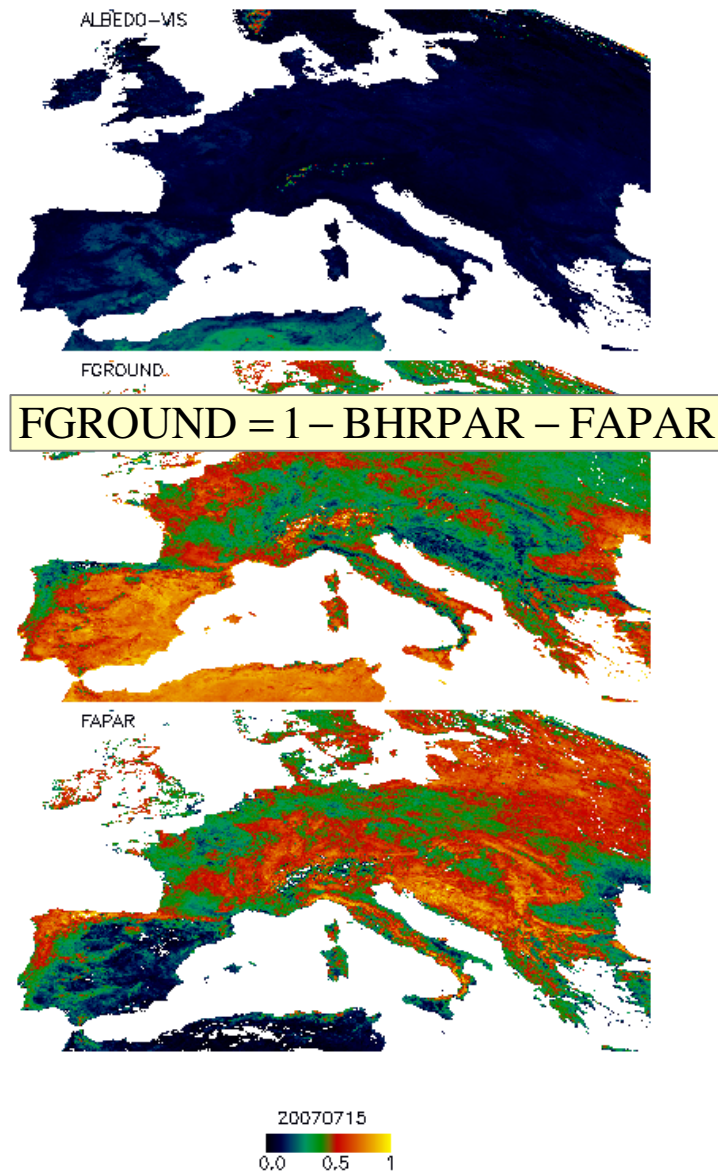 ALBEDO-VIS
FGROUND
FGROUND = 1 − BHRPAR − FAPAR
FAPAR
20070715
0.0 0.5 1